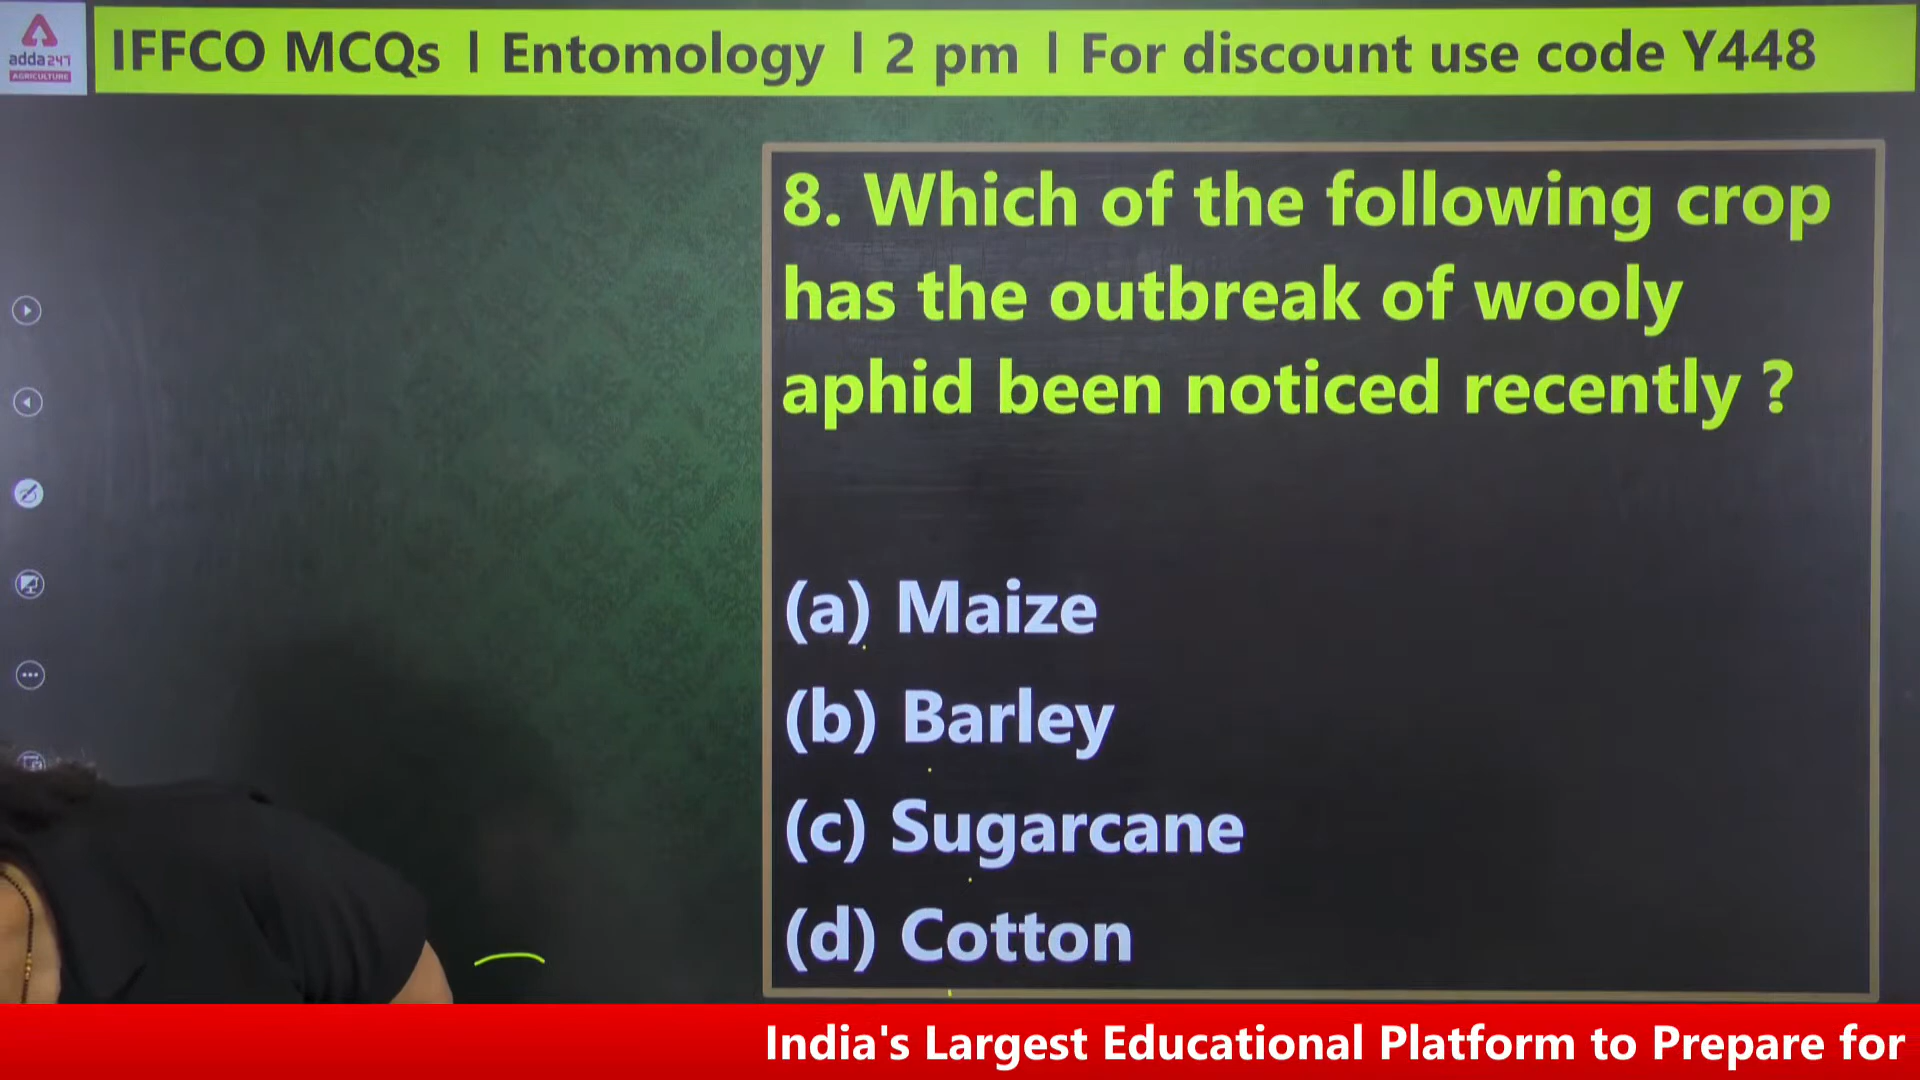 adda247
AGRICULTURE
IFFCO MCQs I Entomology I 2 pm I For discount use code Y448
8. Which of the following crop
has the outbreak of wooly
aphid been noticed recently ?
(a) Maize
(b) Barley
(c) Sugarcane
(d) Cotton
India's Largest Educational Platform to Prepare for